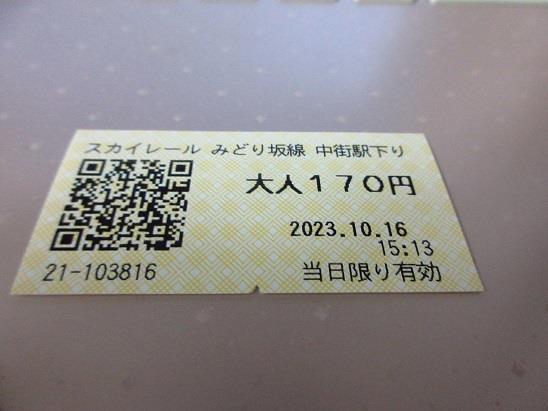 スカイレール みどり坂線 中街駅下り
大人170円
2023.10.16
15:13
21-103816
当日限り有効